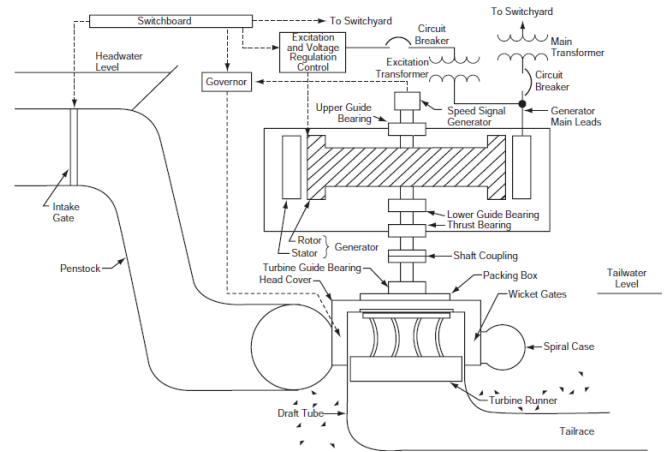 To Switchyard
Switchboard
To Switchyard
Circuit
Breaker
Excitation
and Voltage
Regulation
Control
Main
Transformer
Headwater
Level
Excitation
Transformer
Governor
Circuit
Breaker
Upper Guide
Bearing
Speed Signal
Generator
Generator
Main Leads
Intake
Gate
Lower Guide Bearing
Thrust Bearing
Rotor
Stator
Generator
Shaft Coupling
Penstock
Turbine Guide Bearing
Head Cover
Packing Box
Wicket Gates
Tailwater
Level
Spiral Case
Turbine Runner
Draft Tube
Tailrace